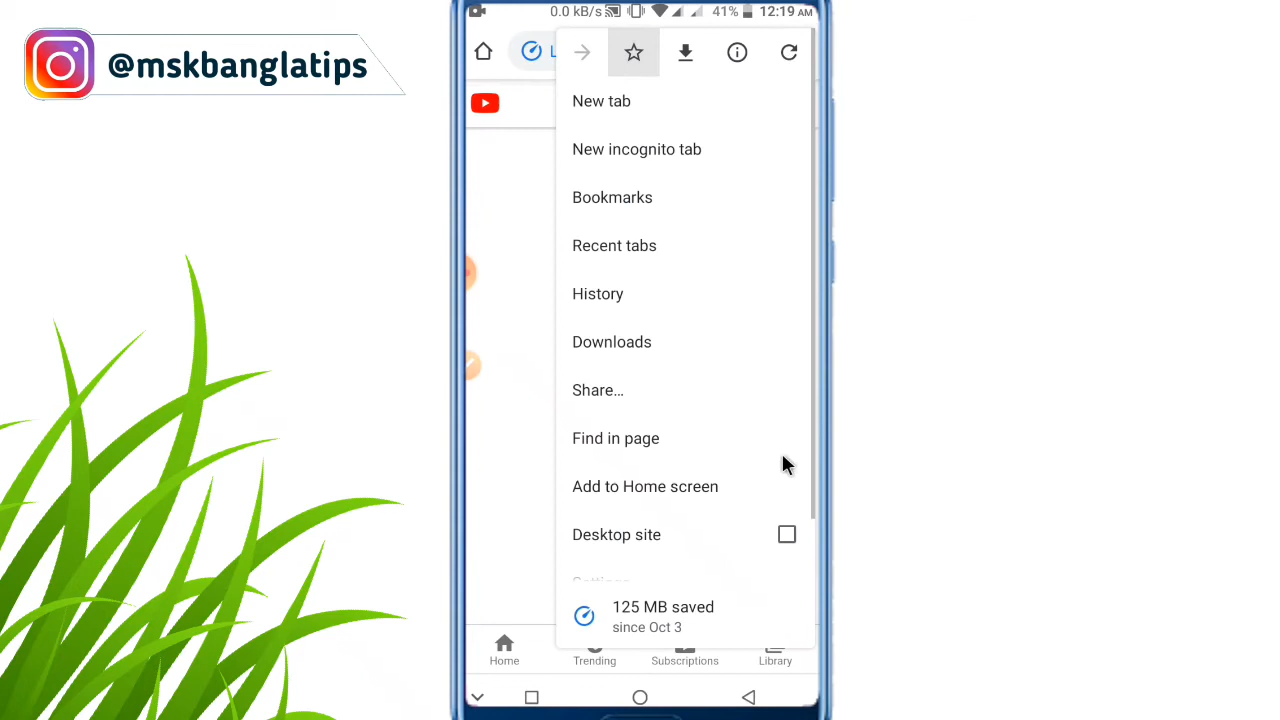 @mskbanglatips
0.0 kB/s 41% 12:19 AM
L
New tab
New incognito tab
Bookmarks
Recent tabs
History
Downloads
Share...
Find in page
Add to Home screen
Desktop site
Settings
125 MB saved
since Oct 3
Home Trending Subscriptions Library